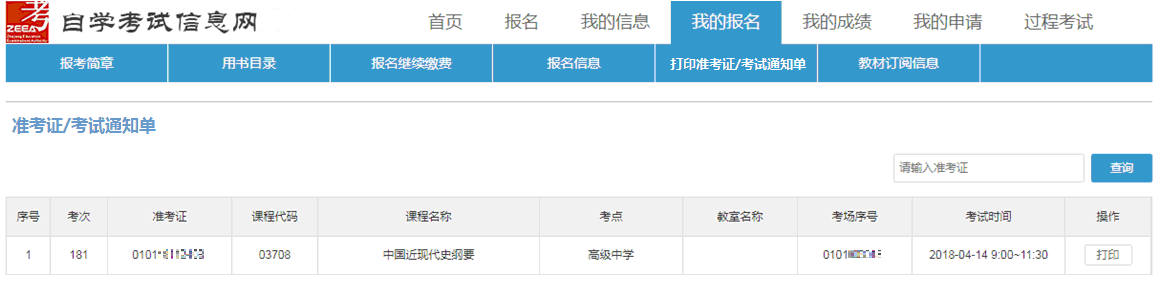 考
ZEEA
自学考试信息网
首页 报名 我的信息 我的报名 我的成绩 我的申请 过程考试
报考简章 用书目录 报名继续缴费 报名信息 打印准考证/考试通知单 教材订阅信息
准考证/考试通知单
请输入准考证 查询
序号 考次 准考证 课程代码 课程名称 考点 教室名称 考场序号 考试时间 操作
1 181 0101 03708 中国近现代史纲要 高级中学 0101 2018-04-14 9:00~11:30 打印